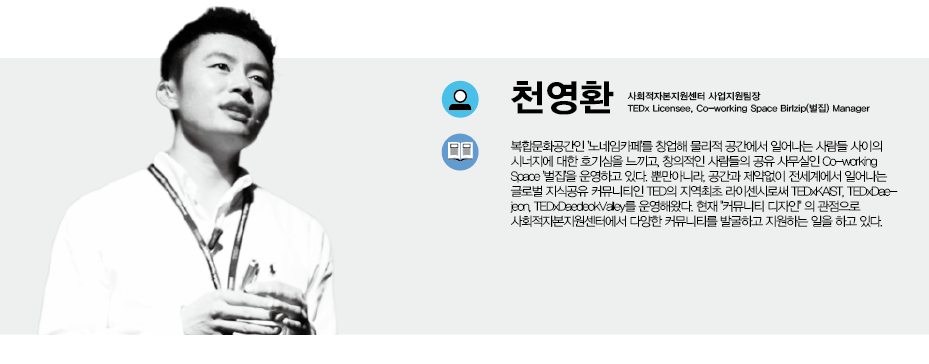 천영환
사회적자본지원센터 사업지원팀장
TEDx Licensee, Co-working Space Birlzip(벌집) Manager
복합문화공간인 '노네임카페'를 창업해 물리적 공간에서 일어나는 사람들 사이의
시너지에 대한 호기심을 느끼고, 창의적인 사람들의 공유 사무실인 Co-working
Space '벌집'을 운영하고 있다. 뿐만아니라, 공간과 제약없이 전세계에서 일어나는
글로벌 지식공유 커뮤니티인 TED의 지역최초 라이센시로써 TEDxKAIST, TEDxDae-
jeon, TEDxDaedeokValley를 운영해왔다. 현재 "커뮤니티 디자인" 의 관점으로
사회적자본지원센터에서 다양한 커뮤니티를 발굴하고 지원하는 일을 하고 있다.